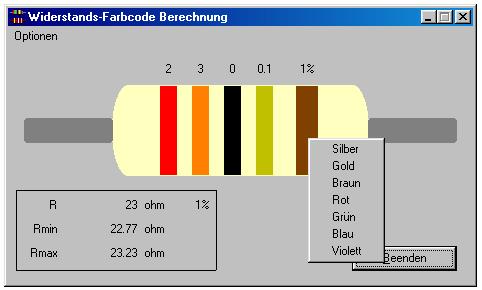 Widerstands-Farbcode Berechnung
Optionen
2 3 0 0.1 1%
Silber
Gold
Braun
Rot
Grün
Blau
Violett
R 23 ohm 1%
Rmin 22.77 ohm
Rmax 23.23 ohm
Beenden